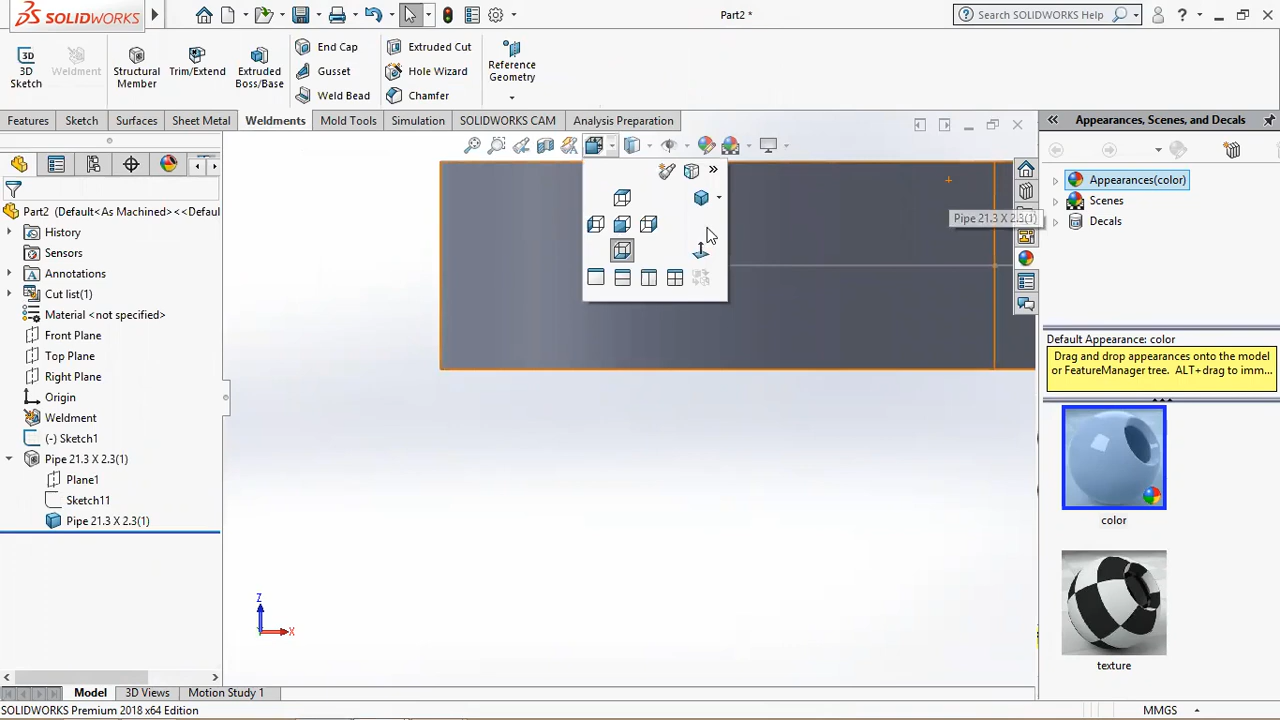 SOLIDWORKS
Part2 *
Search SOLIDWORKS Help
3D Sketch
Weldment
Structural Member
Trim/Extend
Extruded Boss/Base
End Cap
Gusset
Weld Bead
Extruded Cut
Hole Wizard
Chamfer
Reference Geometry
Features
Sketch
Surfaces
Sheet Metal
Weldments
Mold Tools
Simulation
SOLIDWORKS CAM
Analysis Preparation
Appearances, Scenes, and Decals
Part2 (Default<As Machined><<Defaul
History
Sensors
Annotations
Cut list(1)
Material <not specified>
Front Plane
Top Plane
Right Plane
Origin
Weldment
(-) Sketch1
Pipe 21.3 X 2.3(1)
Plane1
Sketch11
Pipe 21.3 X 2.3(1)
Pipe 21.3 X 2.3(1)
Z
X
Appearances(color)
Scenes
Decals
Default Appearance: color
Drag and drop appearances onto the model
or FeatureManager tree. ALT+drag to imm...
color
texture
Model
3D Views
Motion Study 1
SOLIDWORKS Premium 2018 x64 Edition
MMGS